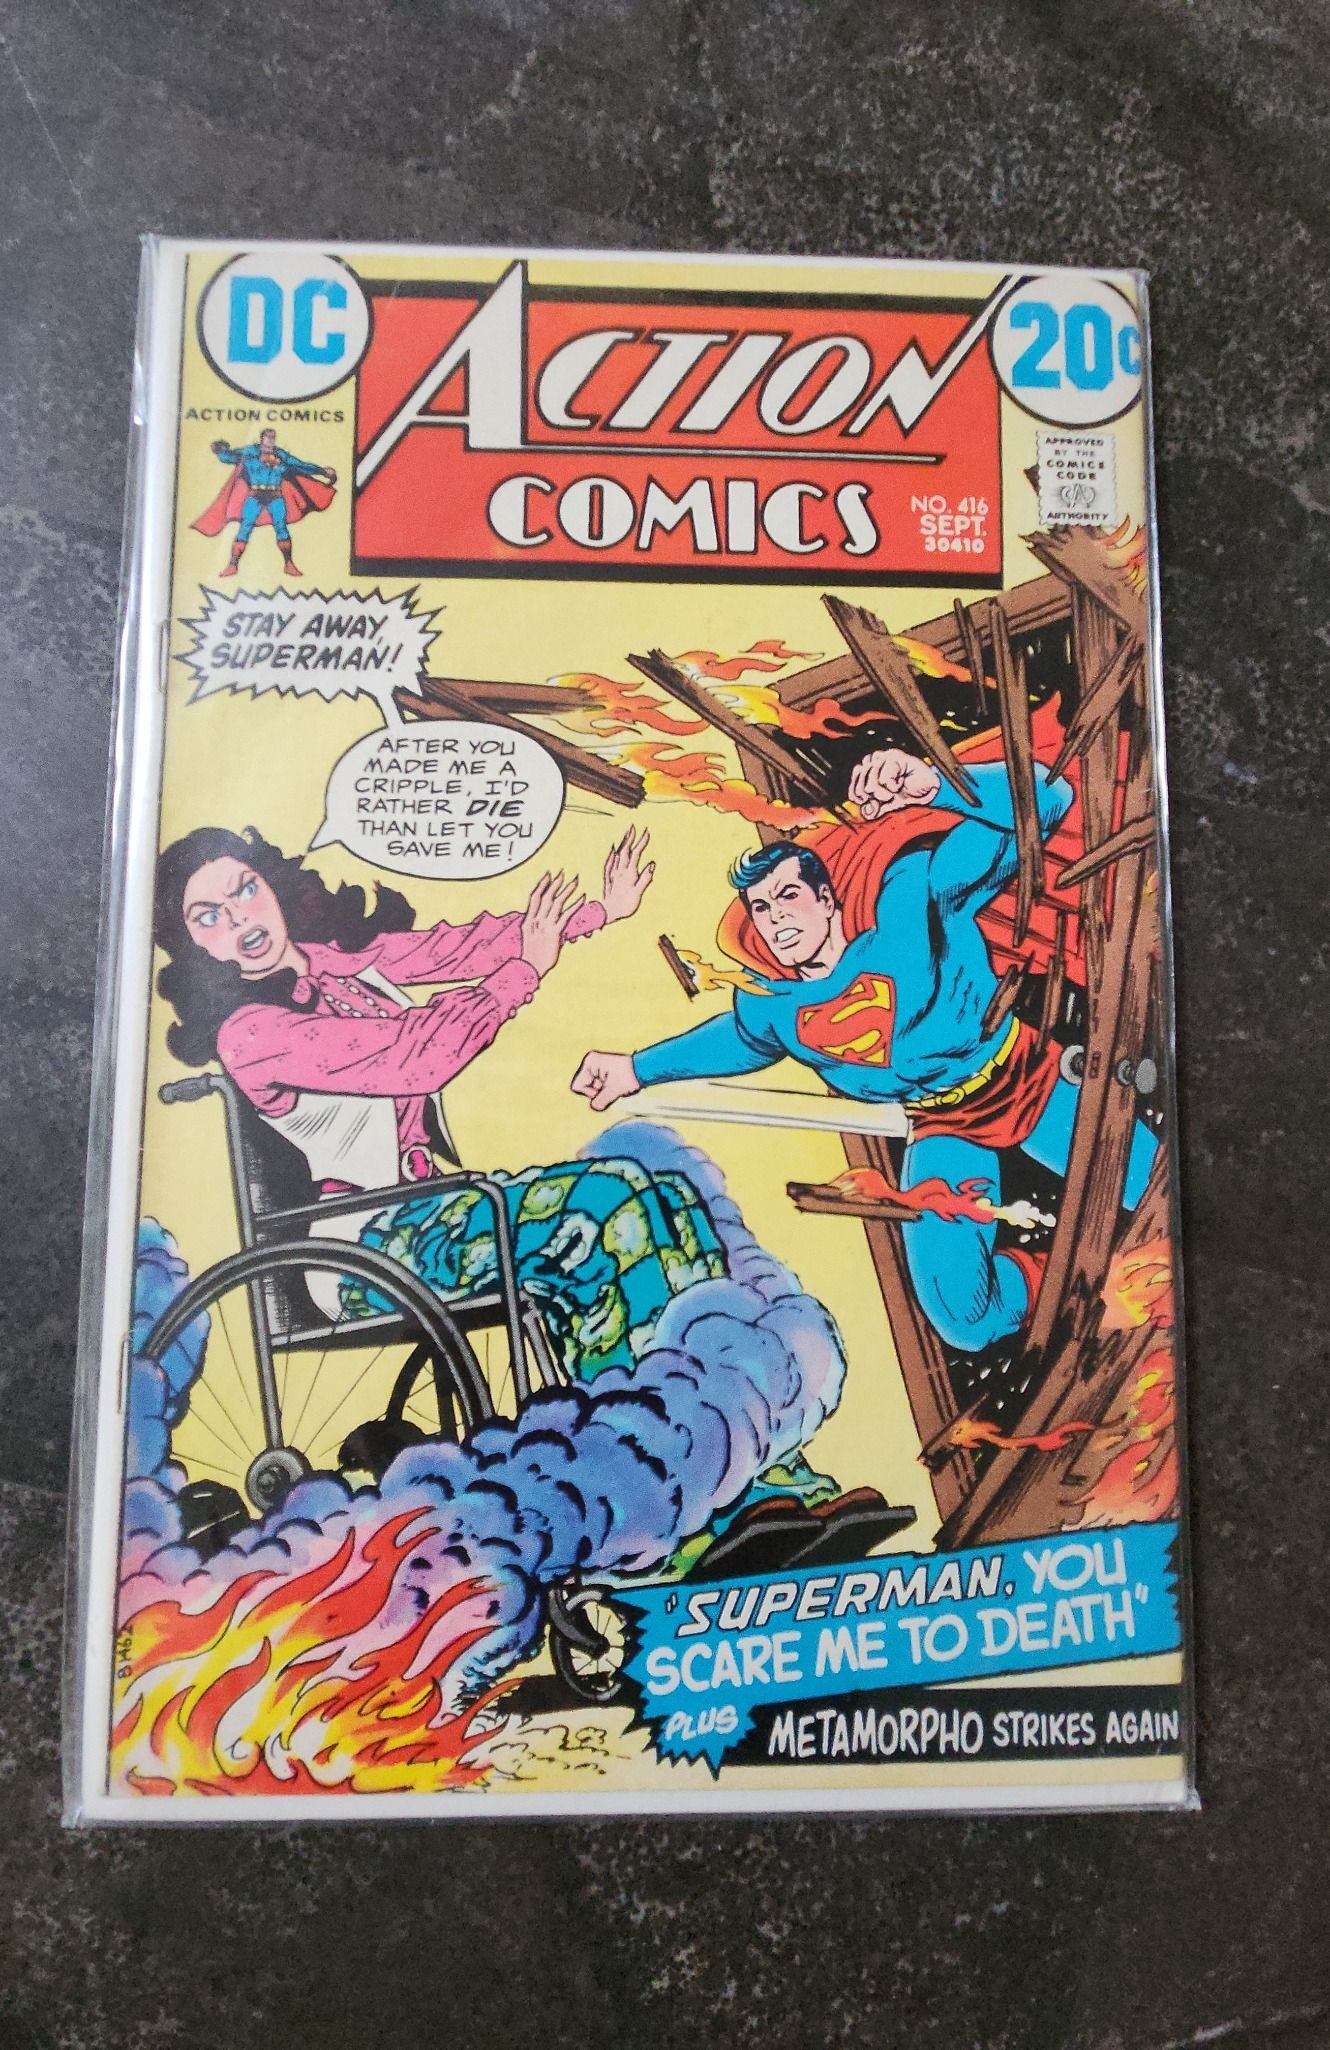 DC
ACTION
COMICS
20¢
ACTION COMICS
NO. 416
SEPT.
30410
APPROVED
BY THE
COMICS
CODE
AUTHORITY
STAY AWAY,
SUPERMAN!
AFTER YOU
MADE ME A
CRIPPLE, I'D
RATHER DIE
THAN LET YOU
SAVE ME!
"SUPERMAN, YOU
SCARE ME TO DEATH"
PLUS
METAMORPHO STRIKES AGAIN